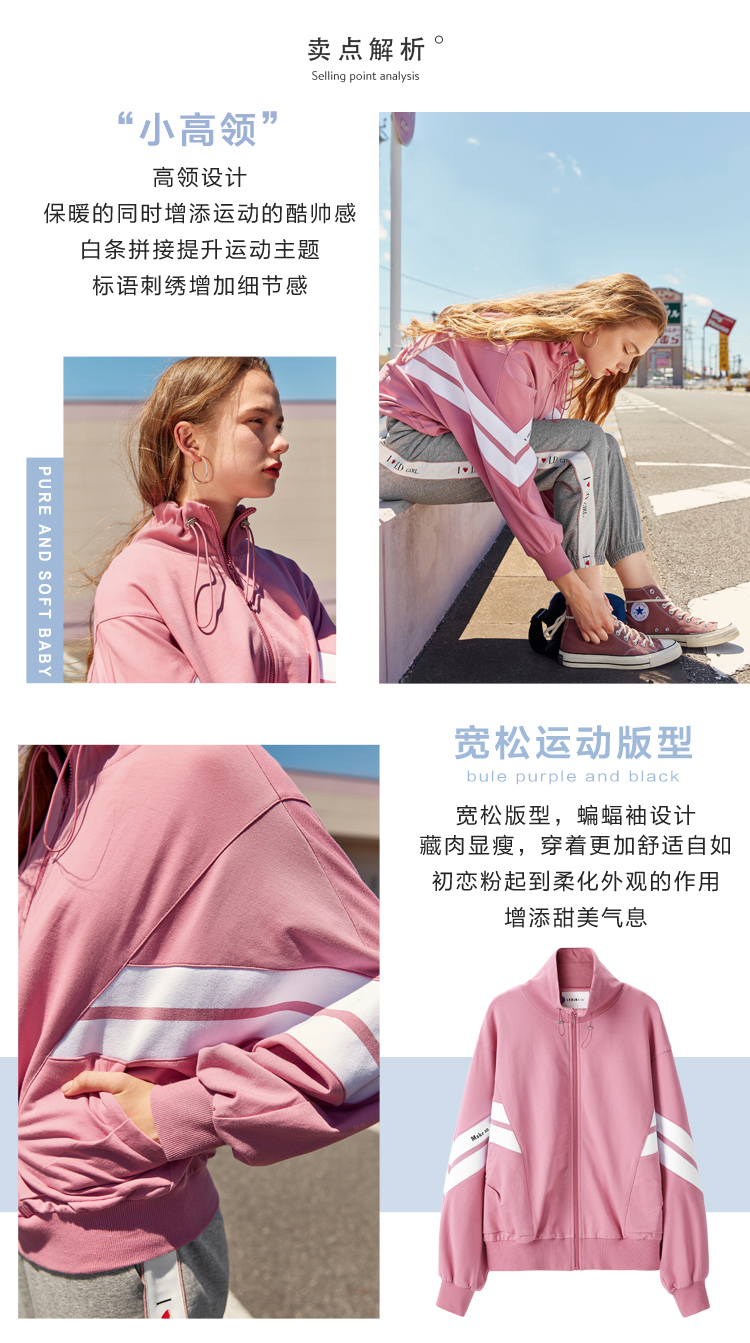 卖点解析°
Selling point analysis
“小高领”
高领设计
保暖的同时增添运动的酷帅感
白条拼接提升运动主题
标语刺绣增加细节感
PURE AND SOFT BABY
I♥LD GIRL
宽松运动版型
bule purple and black
宽松版型，蝙蝠袖设计
藏肉显瘦，穿着更加舒适自如
初恋粉起到柔化外观的作用
增添甜美气息
Make